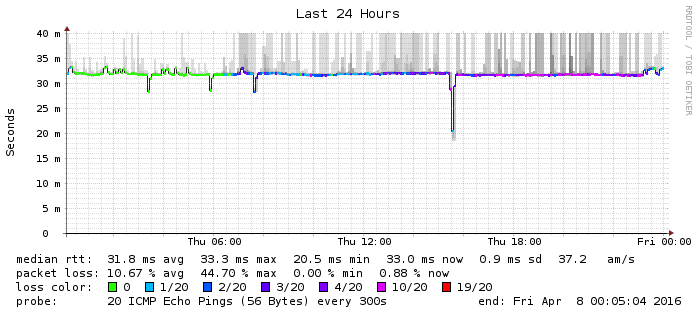 Last 24 Hours
RRDTOOL / TOBI OETIKER
Seconds
40 m
35 m
30 m
25 m
20 m
15 m
10 m
5 m
0
Thu 06:00 Thu 12:00 Thu 18:00 Fri 00:00
median rtt: 31.8 ms avg 33.3 ms max 20.5 ms min 33.0 ms now 0.9 ms sd 37.2 am/s
packet loss: 10.67 % avg 44.70 % max 0.00 % min 0.88 % now
loss color: 0 1/20 2/20 3/20 4/20 10/20 19/20
probe: 20 ICMP Echo Pings (56 Bytes) every 300s end: Fri Apr 8 00:05:04 2016